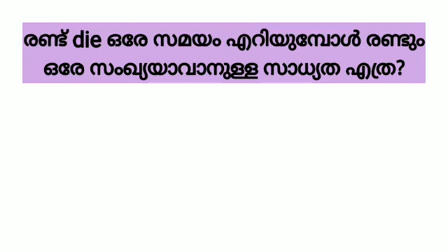 രണ്ട് die ഒരേ സമയം എറിയുമ്പോൾ രണ്ടും
ഒരേ സംഖ്യയാവാനുള്ള സാധ്യത എത്ര?